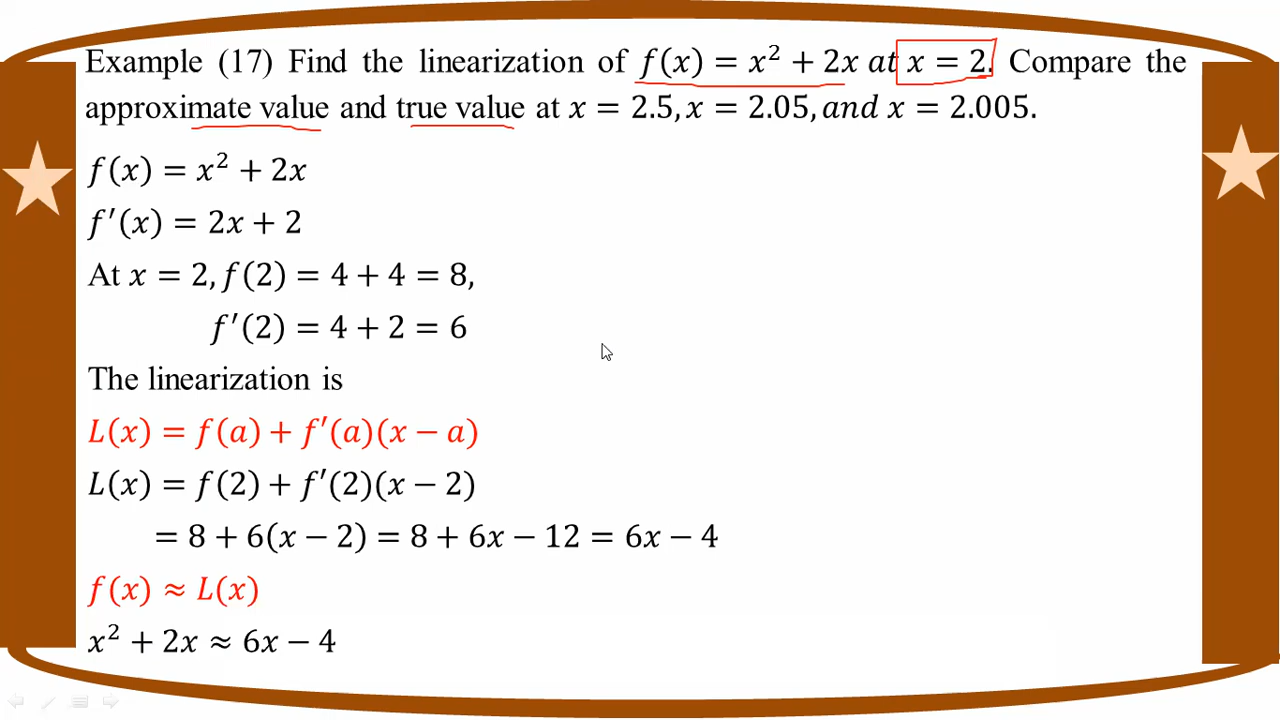 Example (17) Find the linearization of f(x) = x² + 2x at x = 2. Compare the
approximate value and true value at x = 2.5, x = 2.05, and x = 2.005.
f(x) = x² + 2x
f′(x) = 2x + 2
At x = 2, f(2) = 4 + 4 = 8,
f′(2) = 4 + 2 = 6
The linearization is
L(x) = f(a) + f′(a)(x − a)
L(x) = f(2) + f′(2)(x − 2)
= 8 + 6(x − 2) = 8 + 6x − 12 = 6x − 4
f(x) ≈ L(x)
x² + 2x ≈ 6x − 4